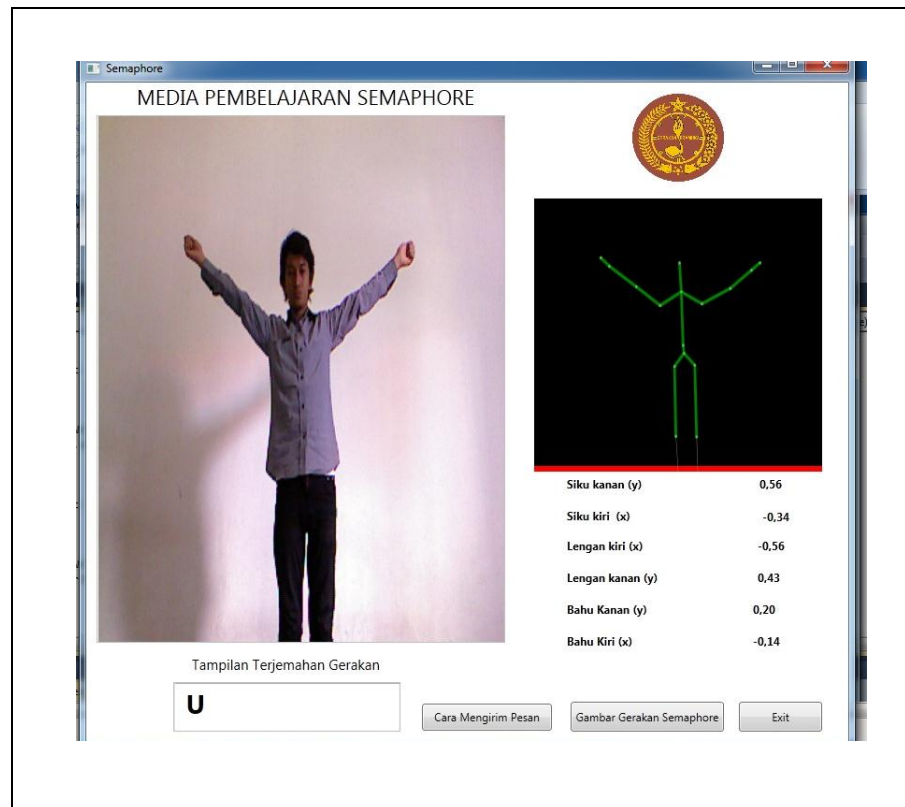 Semaphore
MEDIA PEMBELAJARAN SEMAPHORE
Siku kanan (y) 0,56
Siku kiri (x) -0,34
Lengan kiri (x) -0,56
Lengan kanan (y) 0,43
Bahu Kanan (y) 0,20
Bahu Kiri (x) -0,14
Tampilan Terjemahan Gerakan
U
Cara Mengirim Pesan
Gambar Gerakan Semaphore
Exit